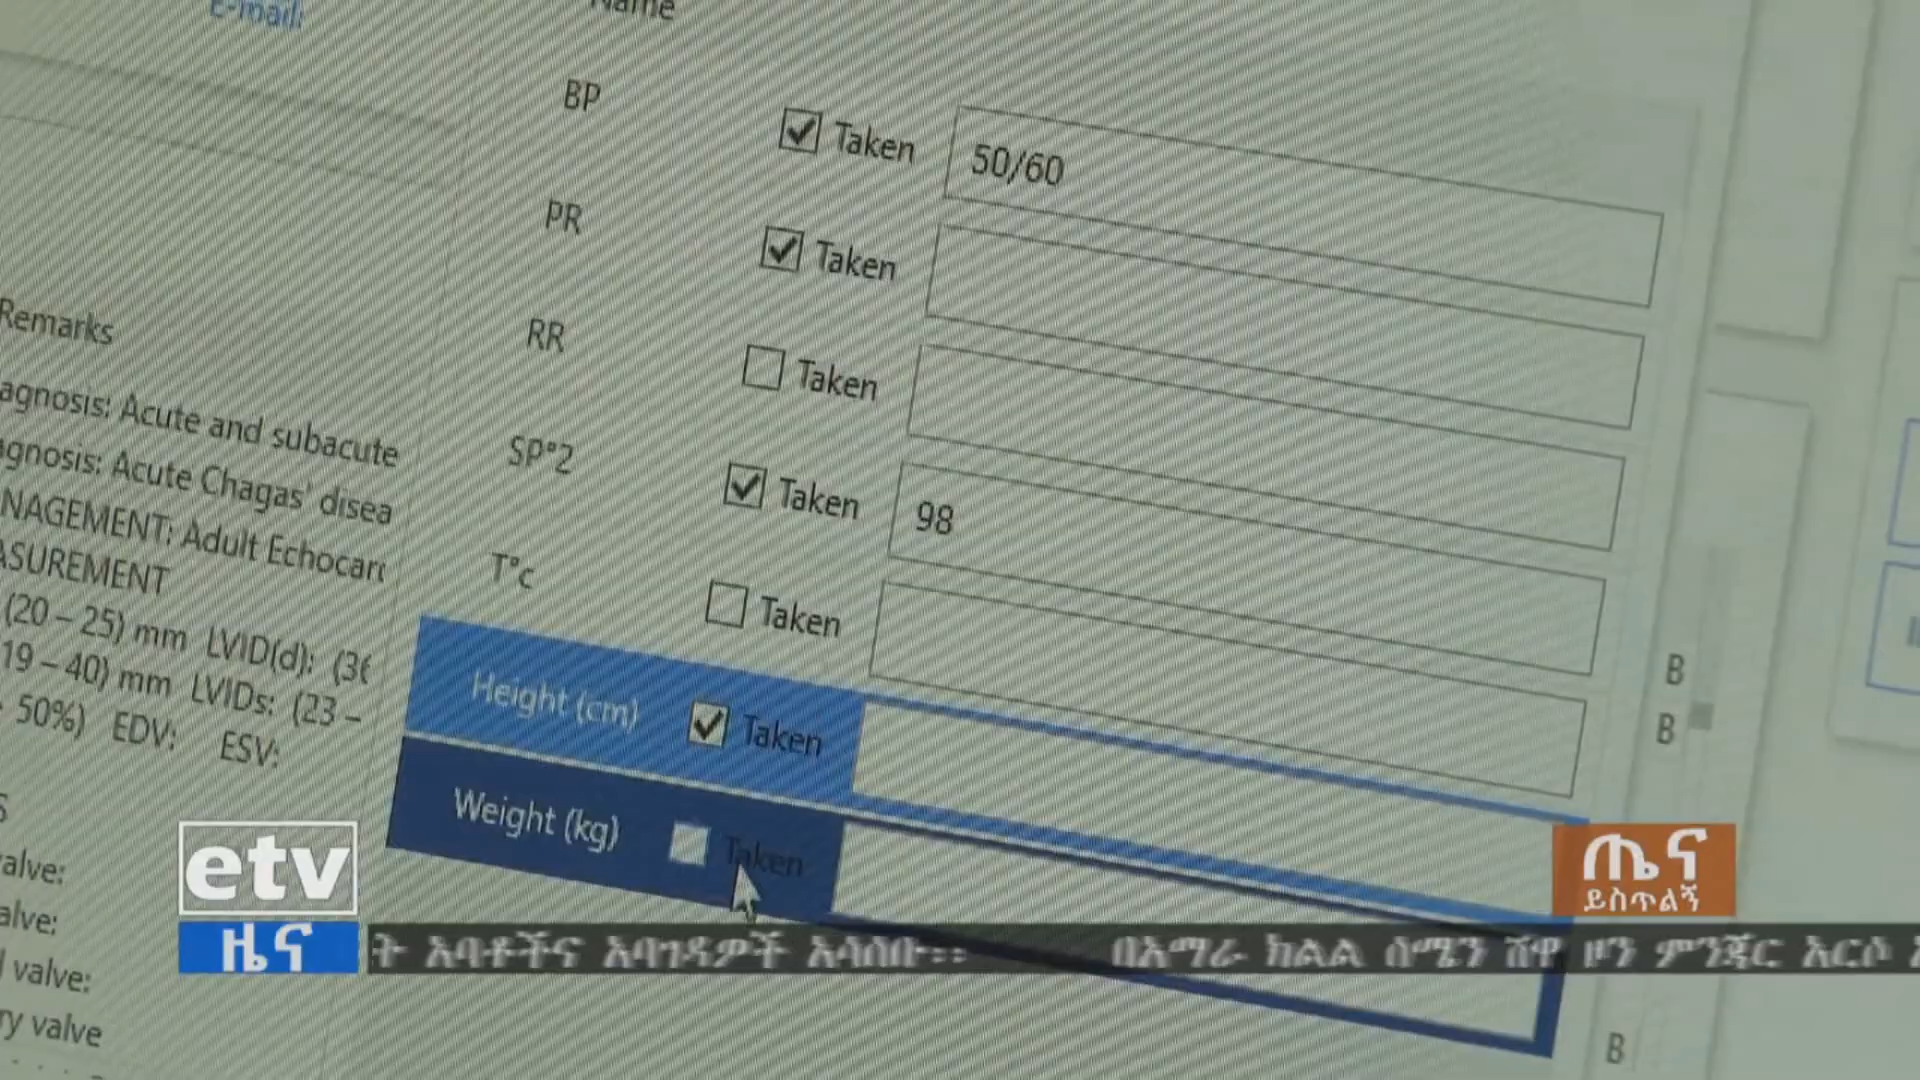 E-mail:
Name
BP
Taken
50/60
PR
Taken
RR
Taken
SP°2
Taken
98
T°c
Taken
Height (cm)
Taken
Weight (kg)
Taken
Remarks
agnosis: Acute and subacute
agnosis: Acute Chagas' disea
NAGEMENT: Adult Echocar
ASUREMENT
(20 – 25) mm LVID(d): (36
19 – 40) mm LVIDs: (23 –
50%) EDV: ESV:
alve:
alve:
valve:
ry valve
B
B
B
etv
ዜና
ጤና
ይስጥልኝ
ት አባቶችና አባገዳዎች አሳሰቡ፡፡ በአማራ ክልል ሰሜን ሸዋ ዞን ምንጃር